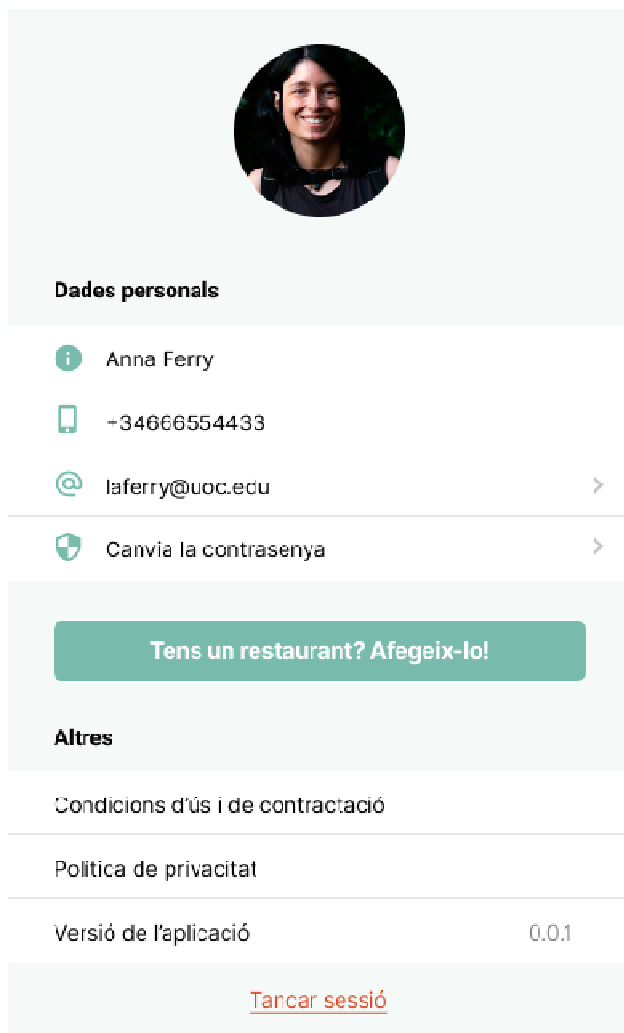 Dades personals
Anna Ferry
+34666554433
laferry@uoc.edu
Canvia la contrasenya
Tens un restaurant? Afegeix-lo!
Altres
Condicions d'ús i de contractació
Política de privacitat
Versió de l'aplicació 0.0.1
Tancar sessió